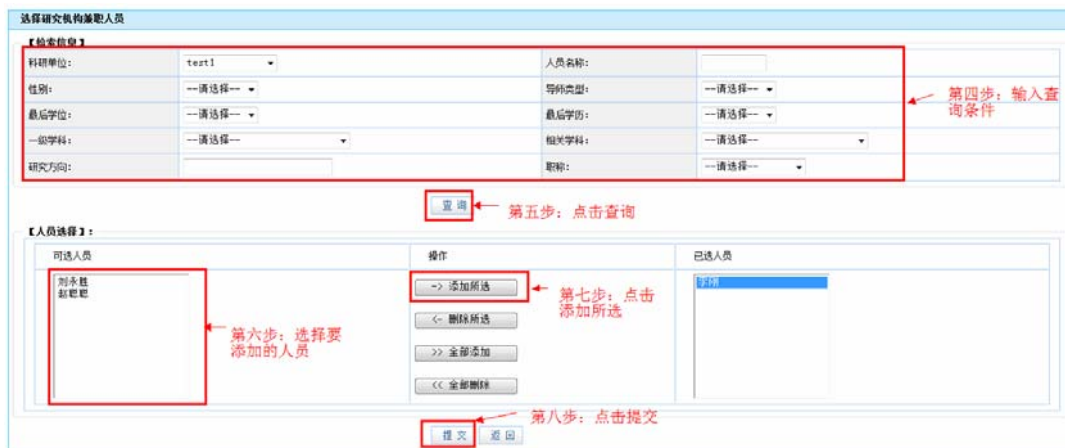 选择研究机构兼职人员
【检索信息】
科研单位: test1 人员名称:
性别: --请选择-- 导师类型: --请选择--
最后学位: --请选择-- 最后学历: --请选择--
一级学科: --请选择-- 相关学科: --请选择--
研究方向: 职称: --请选择--
第四步：输入查
询条件
查 询
第五步：点击查询
【人员选择】:
可选人员 操作 已选人员
刘永胜
赵聪聪
李刚
-> 添加所选
<- 删除所选
>> 全部添加
<< 全部删除
第六步：选择要
添加的人员
第七步：点击
添加所选
第八步：点击提交
提 交 返 回